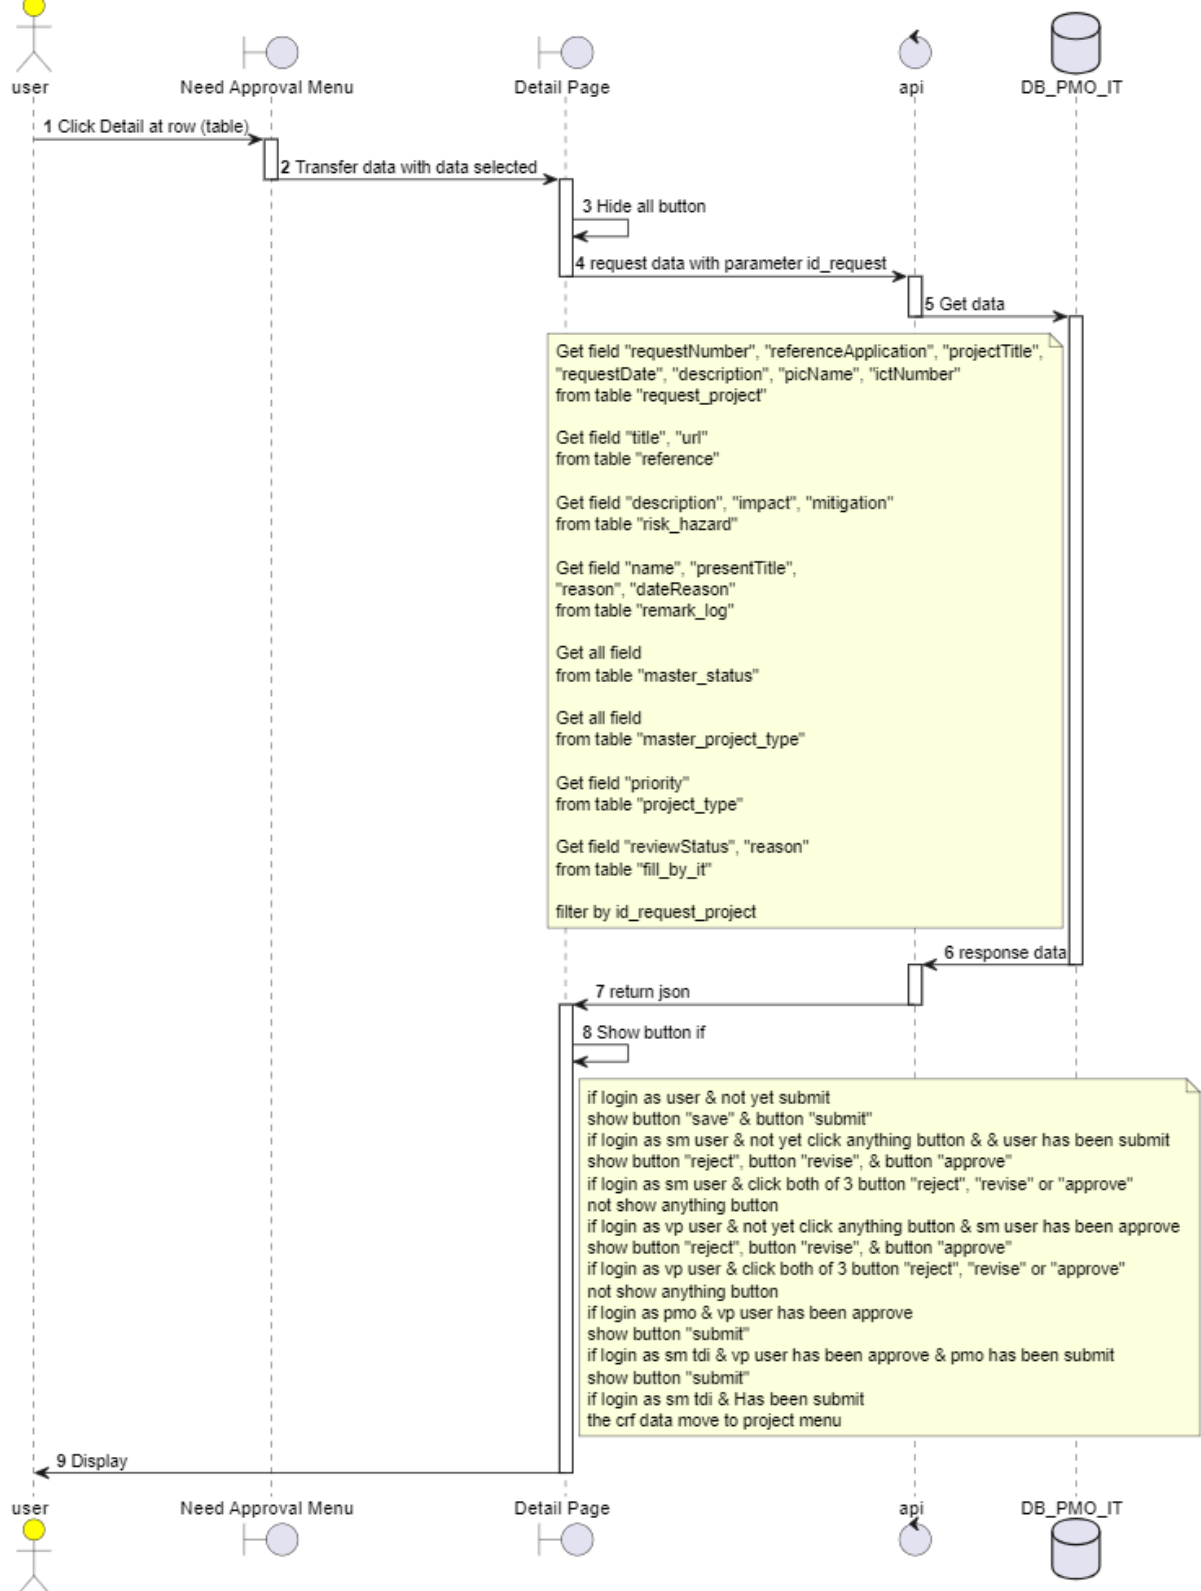 user
Need Approval Menu
Detail Page
api
DB_PMO_IT
1 Click Detail at row (table)
2 Transfer data with data selected
3 Hide all button
4 request data with parameter id_request
5 Get data
Get field "requestNumber", "referenceApplication", "projectTitle",
"requestDate", "description", "picName", "ictNumber"
from table "request_project"
Get field "title", "url"
from table "reference"
Get field "description", "impact", "mitigation"
from table "risk_hazard"
Get field "name", "presentTitle",
"reason", "dateReason"
from table "remark_log"
Get all field
from table "master_status"
Get all field
from table "master_project_type"
Get field "priority"
from table "project_type"
Get field "reviewStatus", "reason"
from table "fill_by_it"
filter by id_request_project
6 response data
7 return json
8 Show button if
if login as user & not yet submit
show button "save" & button "submit"
if login as sm user & not yet click anything button & & user has been submit
show button "reject", button "revise", & button "approve"
if login as sm user & click both of 3 button "reject", "revise" or "approve"
not show anything button
if login as vp user & not yet click anything button & sm user has been approve
show button "reject", button "revise", & button "approve"
if login as vp user & click both of 3 button "reject", "revise" or "approve"
not show anything button
if login as pmo & vp user has been approve
show button "submit"
if login as sm tdi & vp user has been approve & pmo has been submit
show button "submit"
if login as sm tdi & Has been submit
the crf data move to project menu
9 Display
user
Need Approval Menu
Detail Page
api
DB_PMO_IT